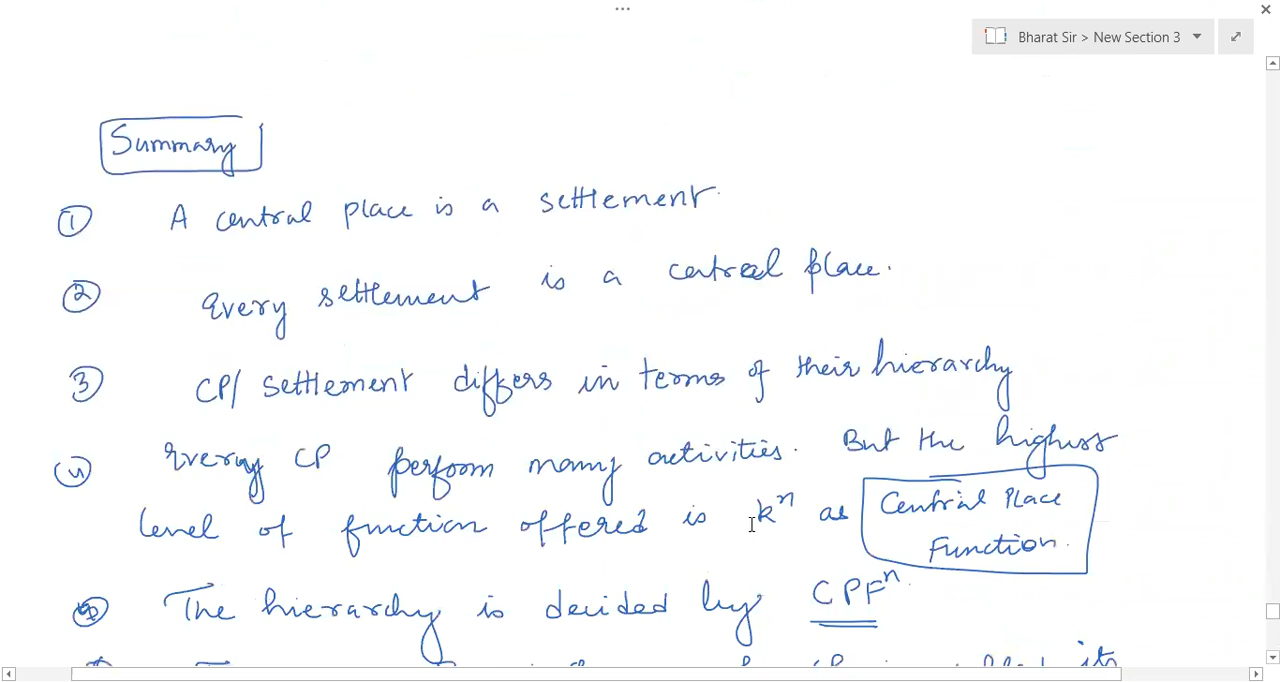 Bharat Sir > New Section 3
Summary
① A central place is a settlement.
② Every settlement is a central place.
③ CP/ settlement differs in terms of their hierarchy
④ Every CP perform many activities. But the highest
level of function offered is kⁿ as Central Place
Function.
⑤ The hierarchy is decided by CPFⁿ.
its